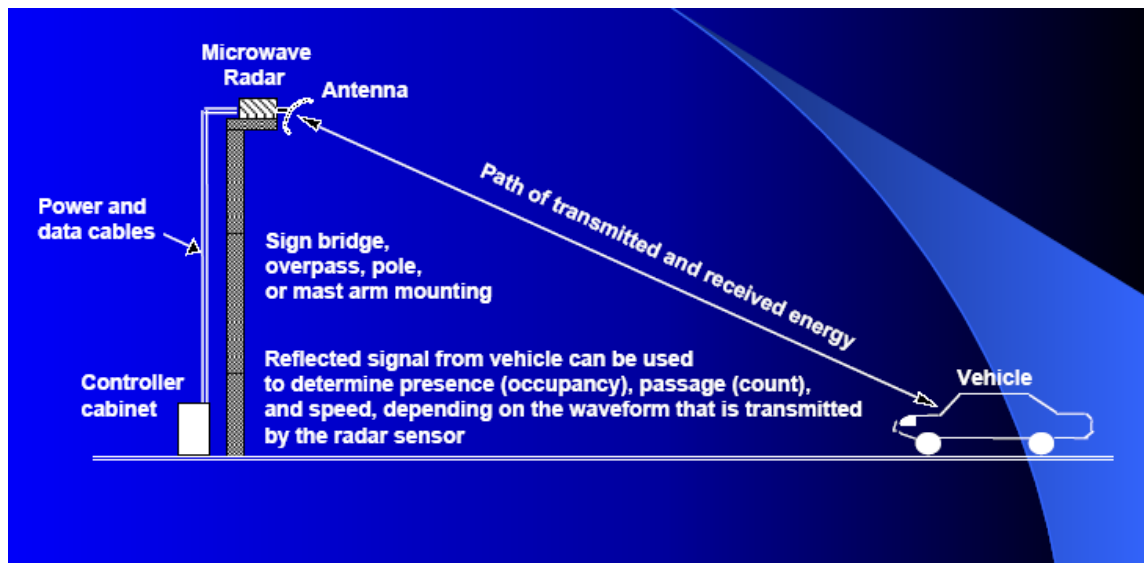 Microwave
Radar
Antenna
Path of transmitted and received energy
Power and
data cables
Sign bridge,
overpass, pole,
or mast arm mounting
Reflected signal from vehicle can be used
to determine presence (occupancy), passage (count),
and speed, depending on the waveform that is transmitted
by the radar sensor
Controller
cabinet
Vehicle